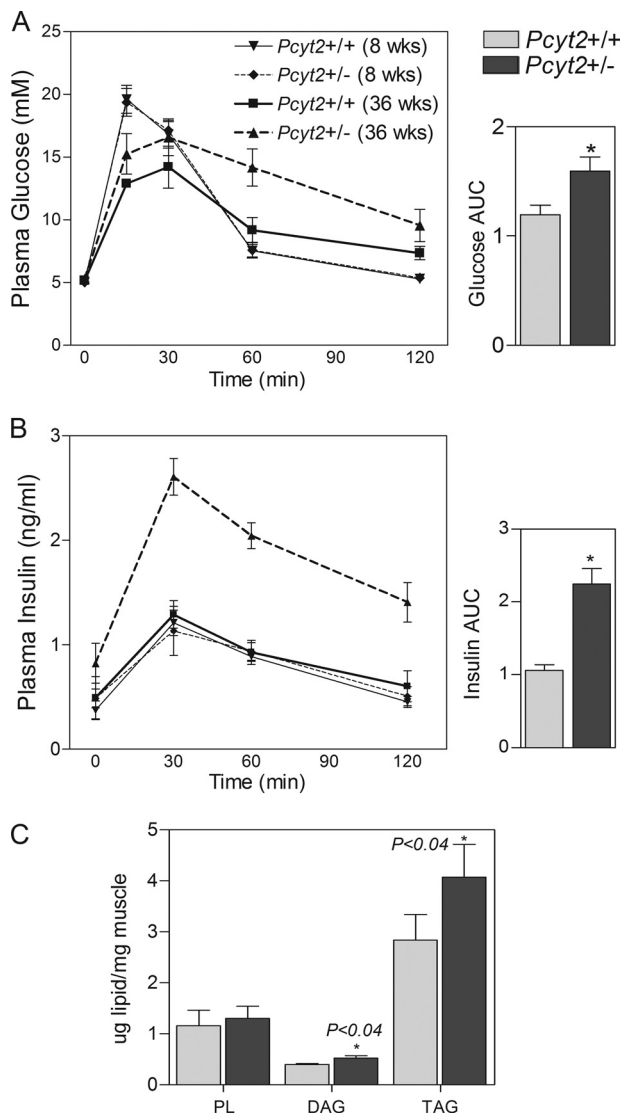 A
Plasma Glucose (mM)
25
20
15
10
5
0
Pcyt2+/+ (8 wks)
Pcyt2+/- (8 wks)
Pcyt2+/+ (36 wks)
Pcyt2+/- (36 wks)
0 30 60 90 120
Time (min)
Pcyt2+/+
Pcyt2+/-
Glucose AUC
2
1
0
*
B
Plasma Insulin (ng/ml)
3
2
1
0
0 30 60 90 120
Time (min)
Insulin AUC
3
2
1
0
*
C
ug lipid/mg muscle
5
4
3
2
1
0
P<0.04 *
P<0.04
*
PL DAG TAG